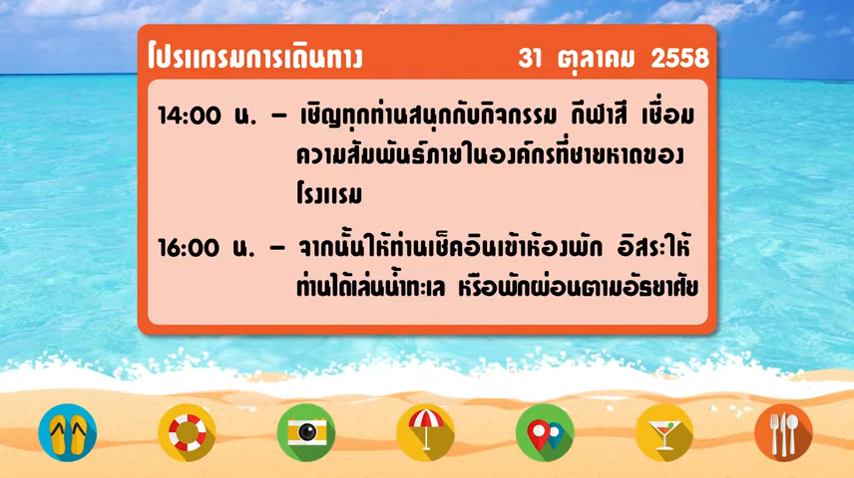 โปรแกรมการเดินทาง 31 ตุลาคม 2558
14:00 น. – เชิญทุกท่านสนุกกับกิจกรรม กีฬาสี เชื่อม
ความสัมพันธ์ภายในองค์กรที่ชายหาดของ
โรงแรม
16:00 น. – จากนั้นให้ท่านเช็คอินเข้าห้องพัก อิสระให้
ท่านได้เล่นน้ำทะเล หรือพักผ่อนตามอัธยาศัย